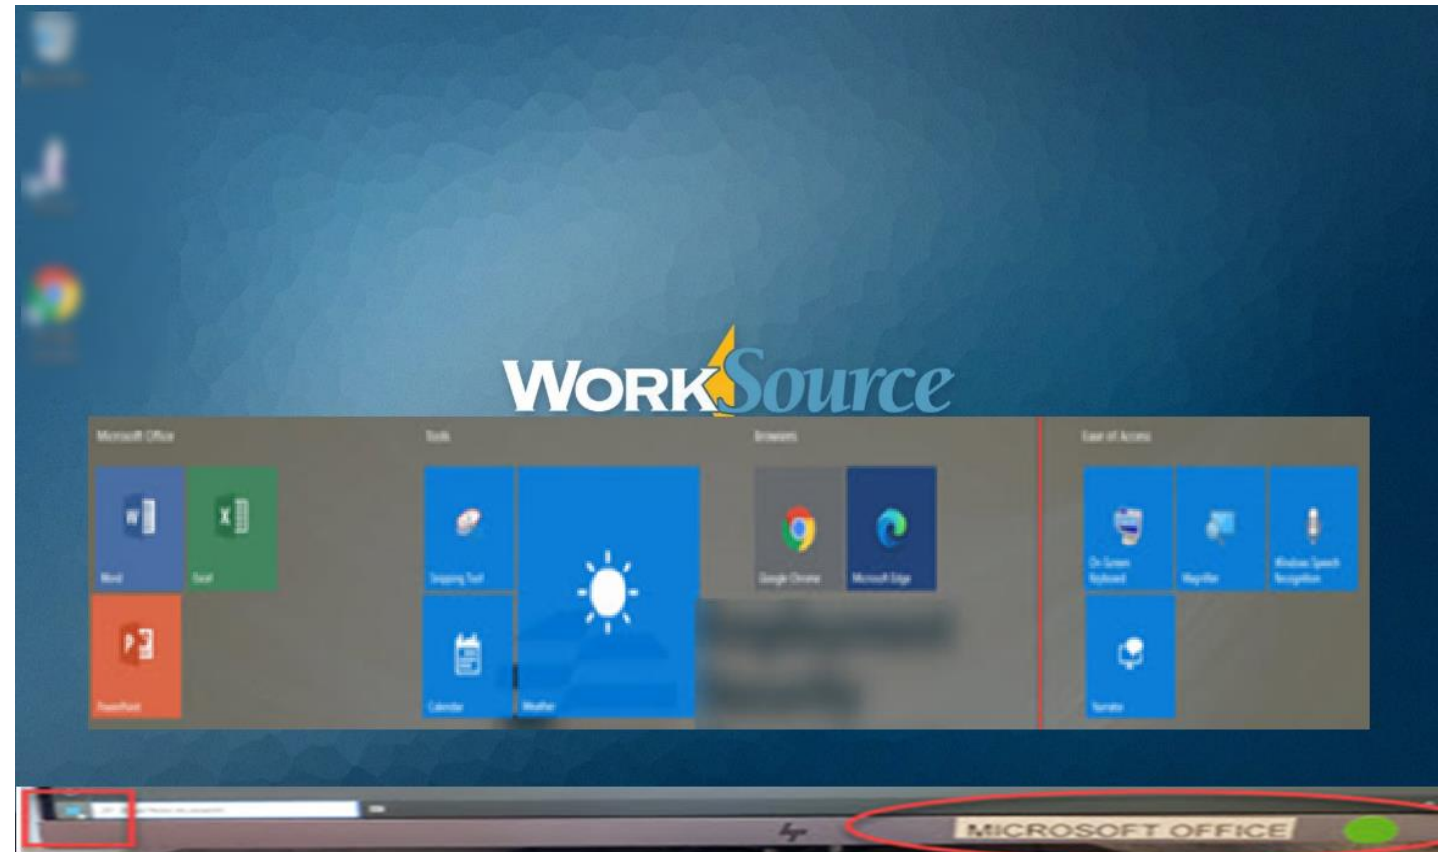 WORKSource
Microsoft Office
Tools
Browsers
Ease of Access
Word
Excel
Snipping Tool
Google Chrome
Microsoft Edge
On-Screen
Keyboard
Magnifier
Windows Speech
Recognition
PowerPoint
Calendar
Weather
Narrator
hp
MICROSOFT OFFICE